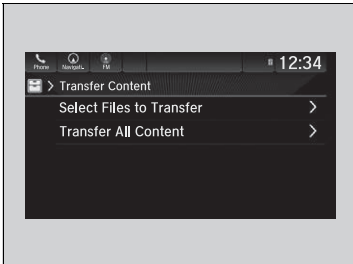 Phone Navigati.. FM 12:34
Transfer Content
Select Files to Transfer
Transfer All Content